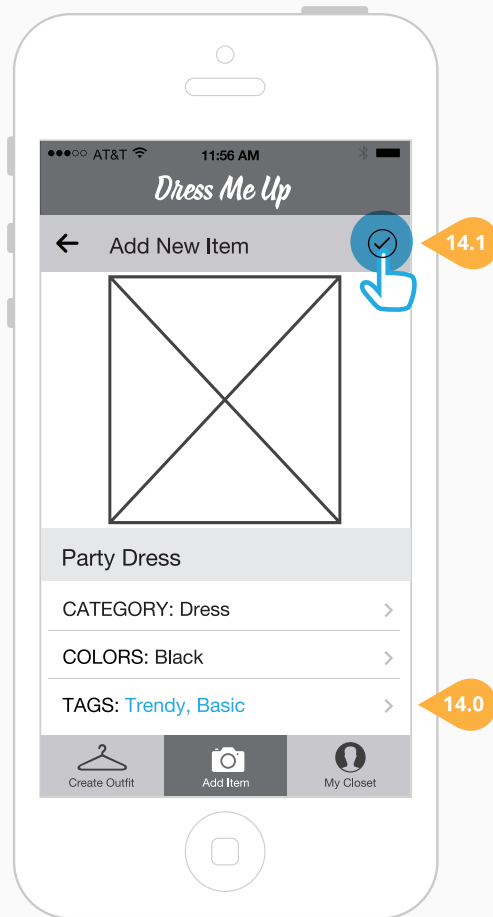 AT&T 11:56 AM
Dress Me Up
Add New Item
14.1
Party Dress
CATEGORY: Dress
COLORS: Black
TAGS: Trendy, Basic
14.0
Create Outfit Add Item My Closet